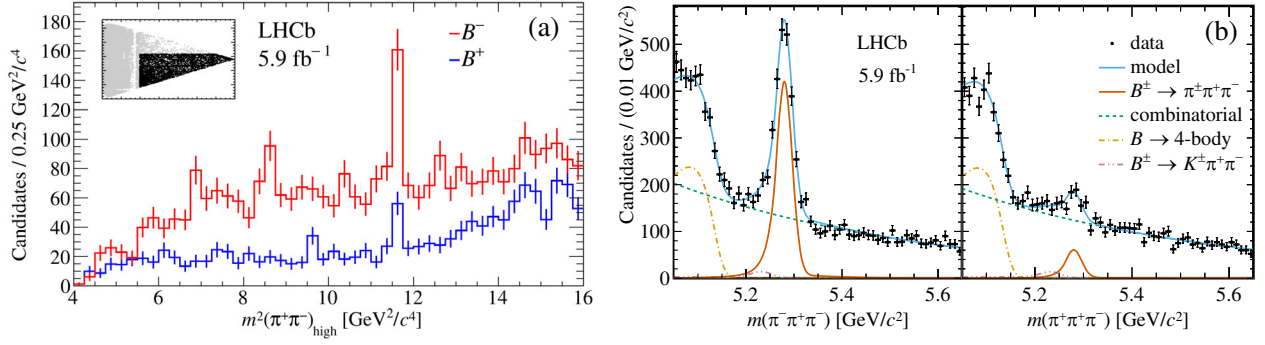 LHCb
5.9 fb⁻¹
B⁻
B⁺
(a)
Candidates / 0.25 GeV²/c⁴
180
160
140
120
100
80
60
40
20
0
4 6 8 10 12 14 16
m²(π⁺π⁻)high [GeV²/c⁴]
LHCb
5.9 fb⁻¹
(b)
data
model
B± → π±π⁺π⁻
combinatorial
B → 4-body
B± → K±π⁺π⁻
Candidates / (0.01 GeV/c²)
500
400
300
200
100
0
5.2 5.4 5.6 5.2 5.4 5.6
m(π⁻π⁺π⁻) [GeV/c²] m(π⁺π⁺π⁻) [GeV/c²]